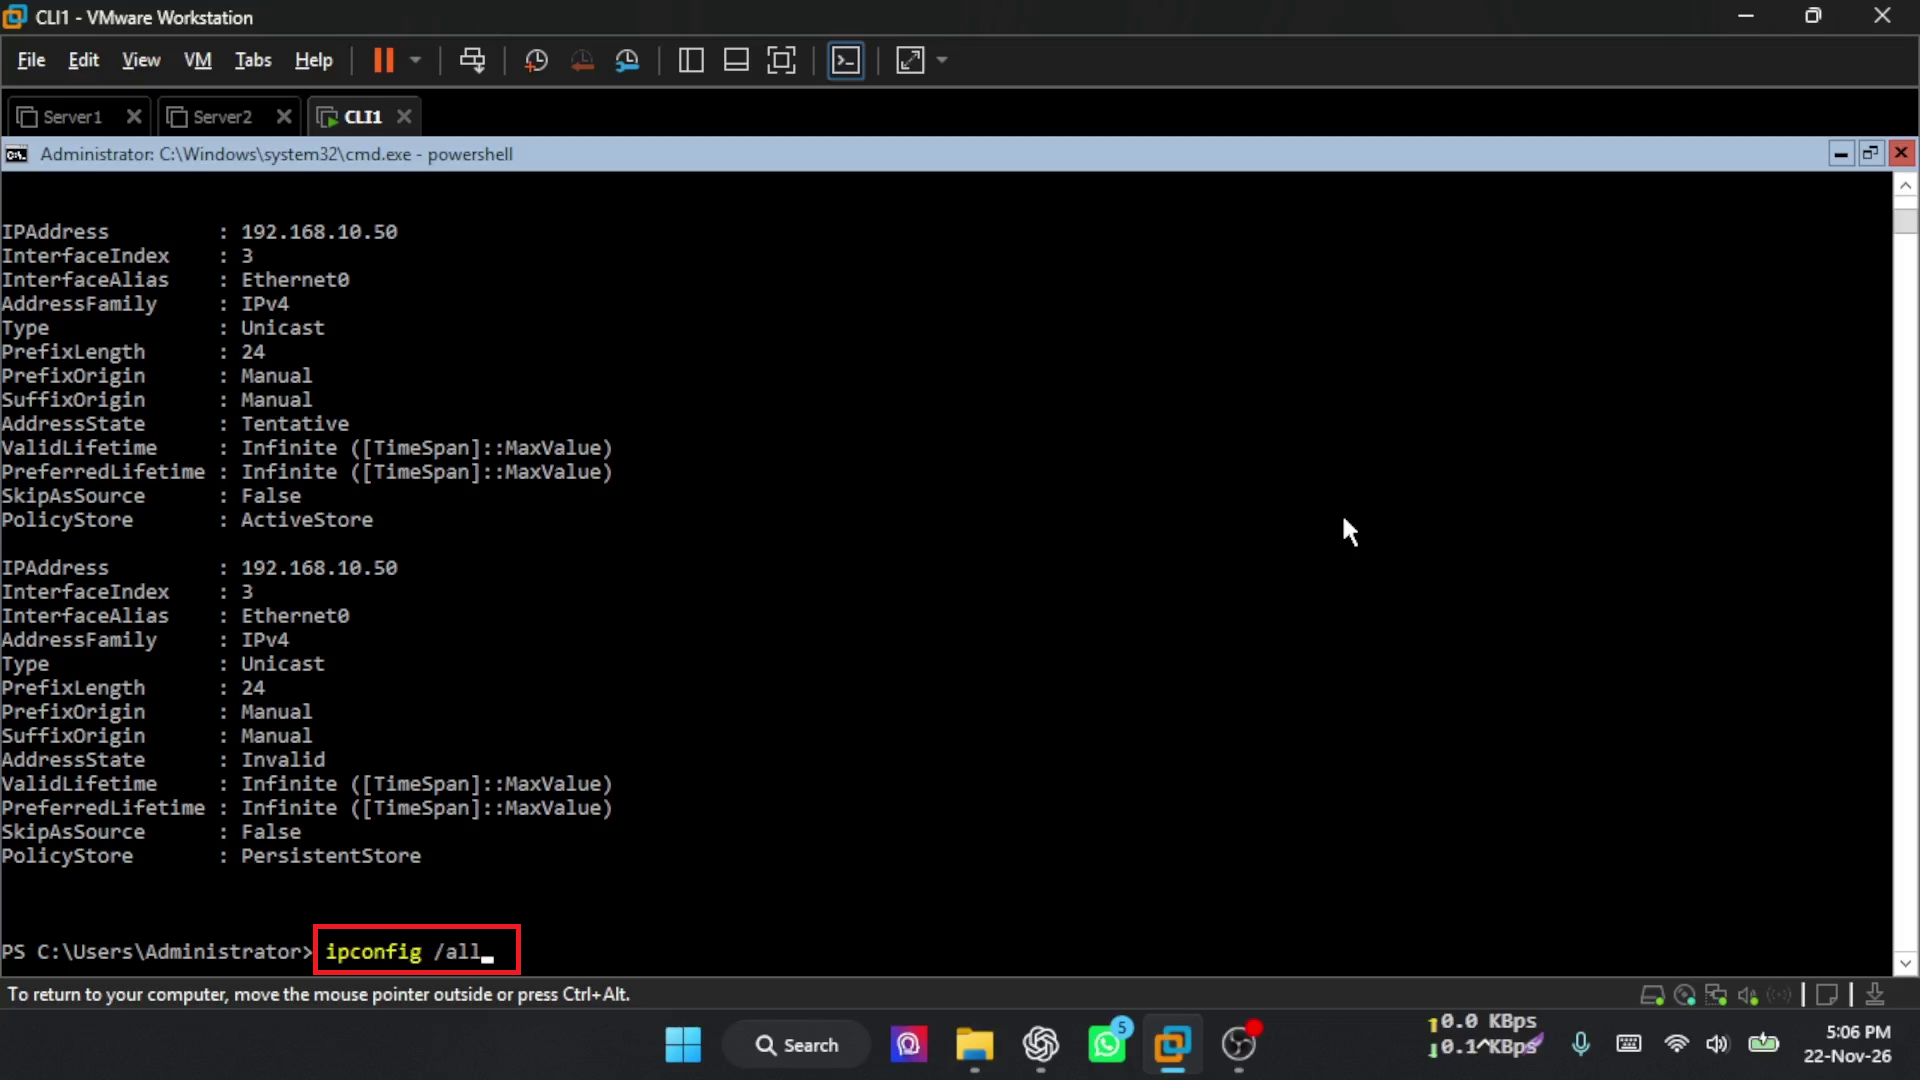 CLI1 - VMware Workstation
File Edit View VM Tabs Help
Server1 Server2 CLI1
Administrator: C:\Windows\system32\cmd.exe - powershell
IPAddress : 192.168.10.50
InterfaceIndex : 3
InterfaceAlias : Ethernet0
AddressFamily : IPv4
Type : Unicast
PrefixLength : 24
PrefixOrigin : Manual
SuffixOrigin : Manual
AddressState : Tentative
ValidLifetime : Infinite ([TimeSpan]::MaxValue)
PreferredLifetime : Infinite ([TimeSpan]::MaxValue)
SkipAsSource : False
PolicyStore : ActiveStore
IPAddress : 192.168.10.50
InterfaceIndex : 3
InterfaceAlias : Ethernet0
AddressFamily : IPv4
Type : Unicast
PrefixLength : 24
PrefixOrigin : Manual
SuffixOrigin : Manual
AddressState : Invalid
ValidLifetime : Infinite ([TimeSpan]::MaxValue)
PreferredLifetime : Infinite ([TimeSpan]::MaxValue)
SkipAsSource : False
PolicyStore : PersistentStore
PS C:\Users\Administrator> ipconfig /all_
To return to your computer, move the mouse pointer outside or press Ctrl+Alt.
Search
5
0.0 KBps
0.1 KBps
5:06 PM
22-Nov-26